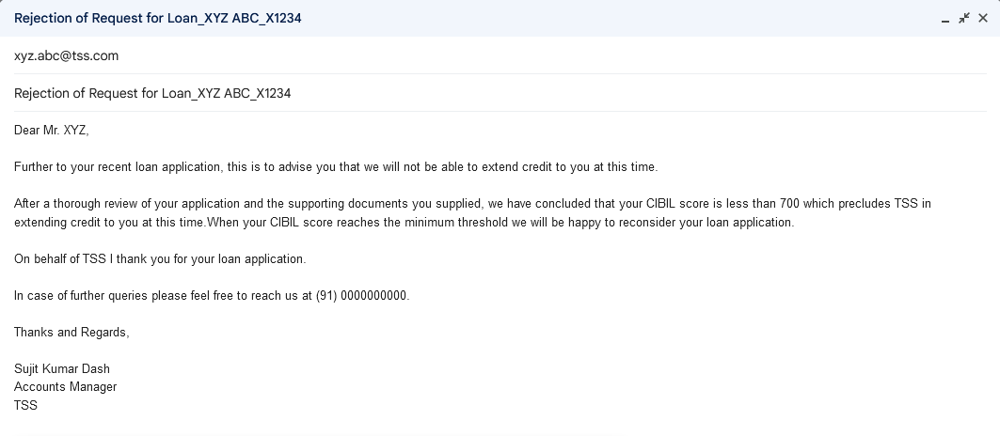 Rejection of Request for Loan_XYZ ABC_X1234
xyz.abc@tss.com
Rejection of Request for Loan_XYZ ABC_X1234
Dear Mr. XYZ,
Further to your recent loan application, this is to advise you that we will not be able to extend credit to you at this time.
After a thorough review of your application and the supporting documents you supplied, we have concluded that your CIBIL score is less than 700 which precludes TSS in
extending credit to you at this time.When your CIBIL score reaches the minimum threshold we will be happy to reconsider your loan application.
On behalf of TSS I thank you for your loan application.
In case of further queries please feel free to reach us at (91) 0000000000.
Thanks and Regards,
Sujit Kumar Dash
Accounts Manager
TSS